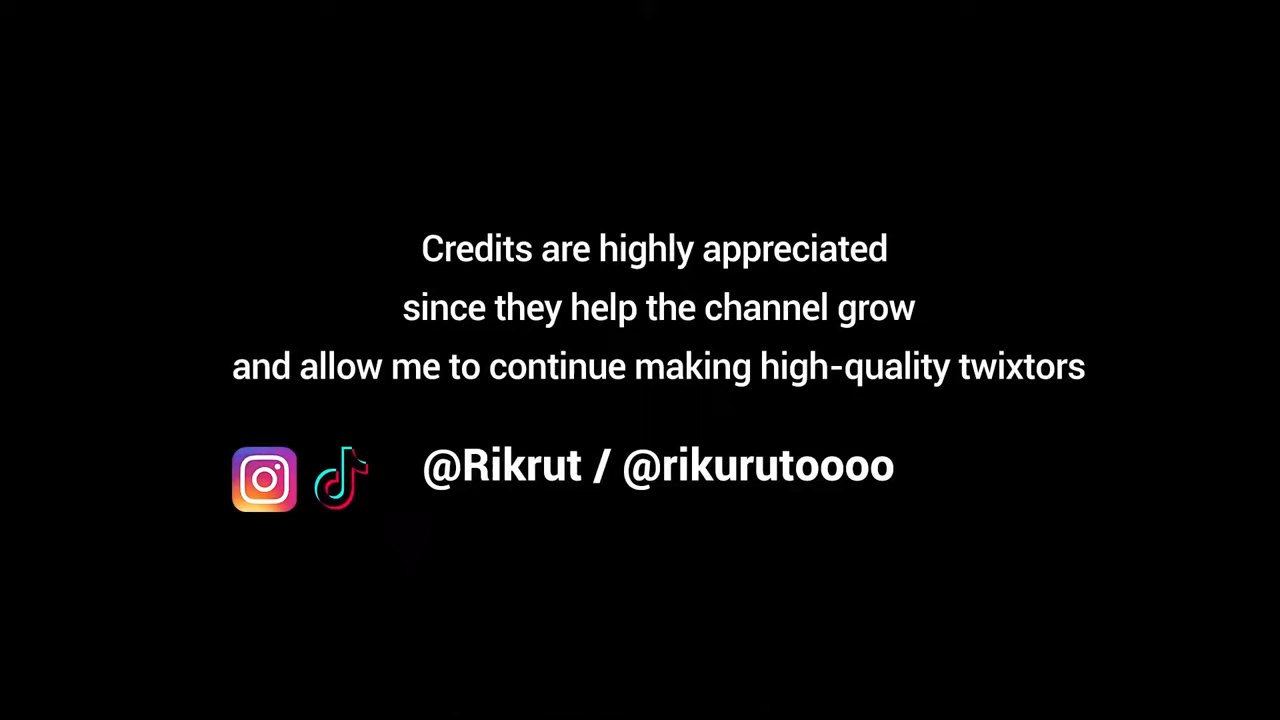 Credits are highly appreciated
since they help the channel grow
and allow me to continue making high-quality twixtors
@Rikrut / @rikurutoooo